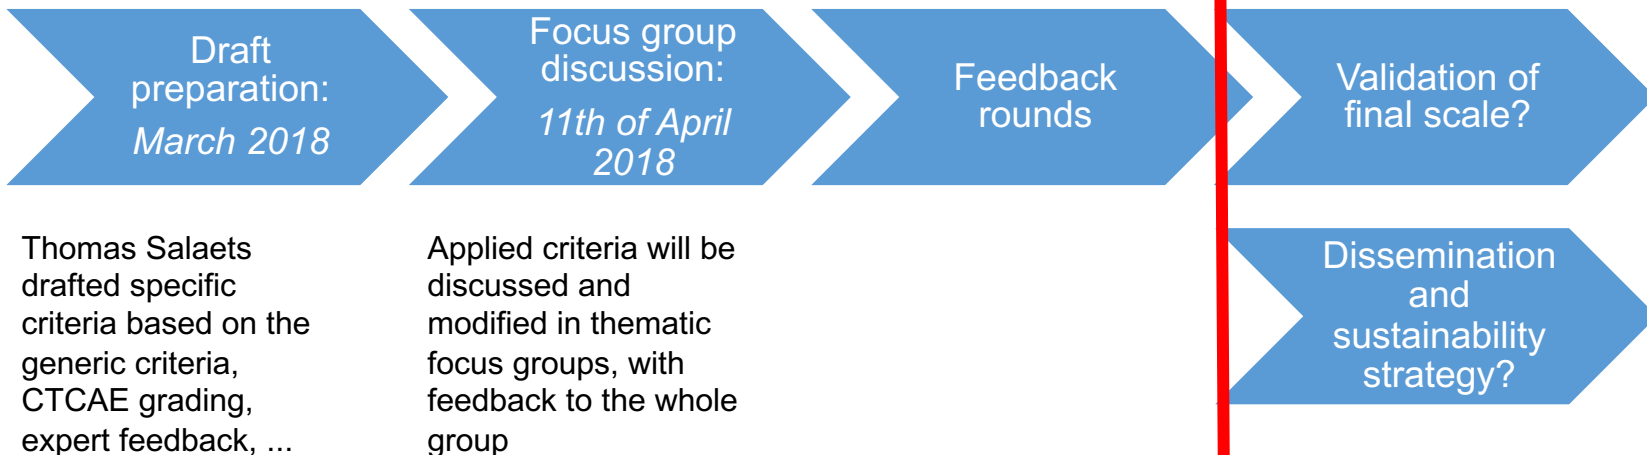 Draft
preparation:
March 2018
Focus group
discussion:
11th of April
2018
Feedback
rounds
Validation of
final scale?
Thomas Salaets
drafted specific
criteria based on the
generic criteria,
CTCAE grading,
expert feedback, ...
Applied criteria will be
discussed and
modified in thematic
focus groups, with
feedback to the whole
group
Dissemination
and
sustainability
strategy?